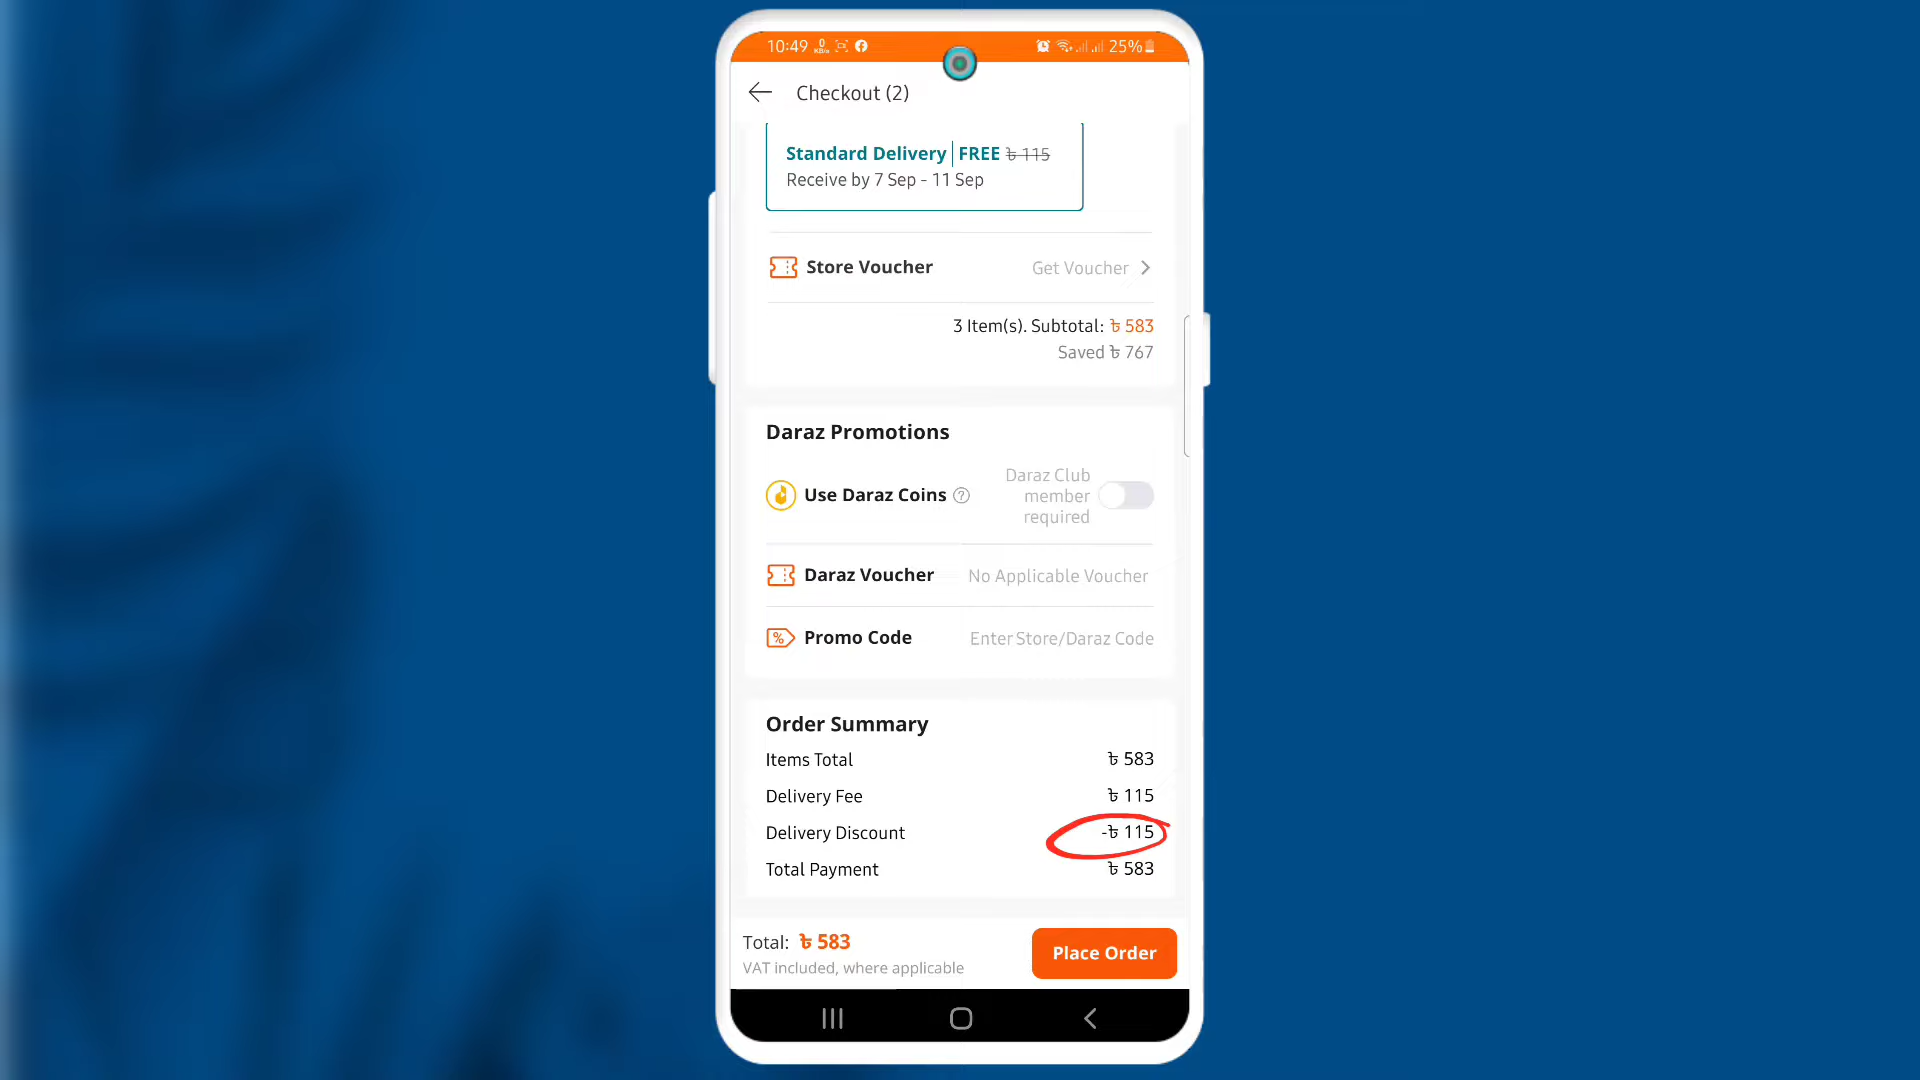 10:49 0 KB/s 25%
Checkout (2)
Standard Delivery | FREE ৳ 115
Receive by 7 Sep - 11 Sep
Store Voucher Get Voucher
3 Item(s). Subtotal: ৳ 583
Saved ৳ 767
Daraz Promotions
Use Daraz Coins ? Daraz Club member required
Daraz Voucher No Applicable Voucher
Promo Code Enter Store/Daraz Code
Order Summary
Items Total ৳ 583
Delivery Fee ৳ 115
Delivery Discount -৳ 115
Total Payment ৳ 583
Total: ৳ 583
VAT included, where applicable
Place Order